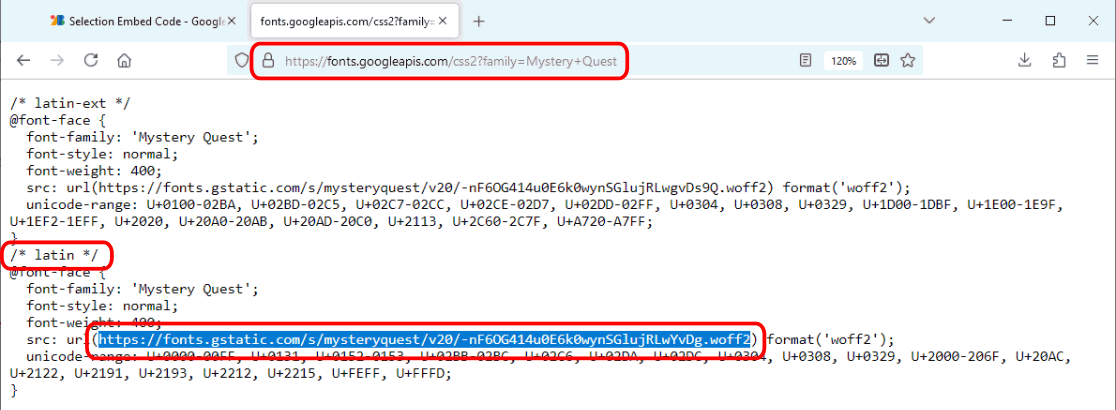 Selection Embed Code - Google
fonts.googleapis.com/css2?family=
https://fonts.googleapis.com/css2?family=Mystery+Quest
120%
/* latin-ext */
@font-face {
font-family: 'Mystery Quest';
font-style: normal;
font-weight: 400;
src: url(https://fonts.gstatic.com/s/mysteryquest/v20/-nF6OG414u0E6k0wynSGlujRLwgvDs9Q.woff2) format('woff2');
unicode-range: U+0100-02BA, U+02BD-02C5, U+02C7-02CC, U+02CE-02D7, U+02DD-02FF, U+0304, U+0308, U+0329, U+1D00-1DBF, U+1E00-1E9F,
U+1EF2-1EFF, U+2020, U+20A0-20AB, U+20AD-20C0, U+2113, U+2C60-2C7F, U+A720-A7FF;
}
/* latin */
@font-face {
font-family: 'Mystery Quest';
font-style: normal;
font-weight: 400;
src: url(https://fonts.gstatic.com/s/mysteryquest/v20/-nF6OG414u0E6k0wynSGlujRLwYvDg.woff2) format('woff2');
unicode-range: U+0000-00FF, U+0131, U+0152-0153, U+02BB-02BC, U+02C6, U+02DA, U+02DC, U+0304, U+0308, U+0329, U+2000-206F, U+20AC,
U+2122, U+2191, U+2193, U+2212, U+2215, U+FEFF, U+FFFD;
}